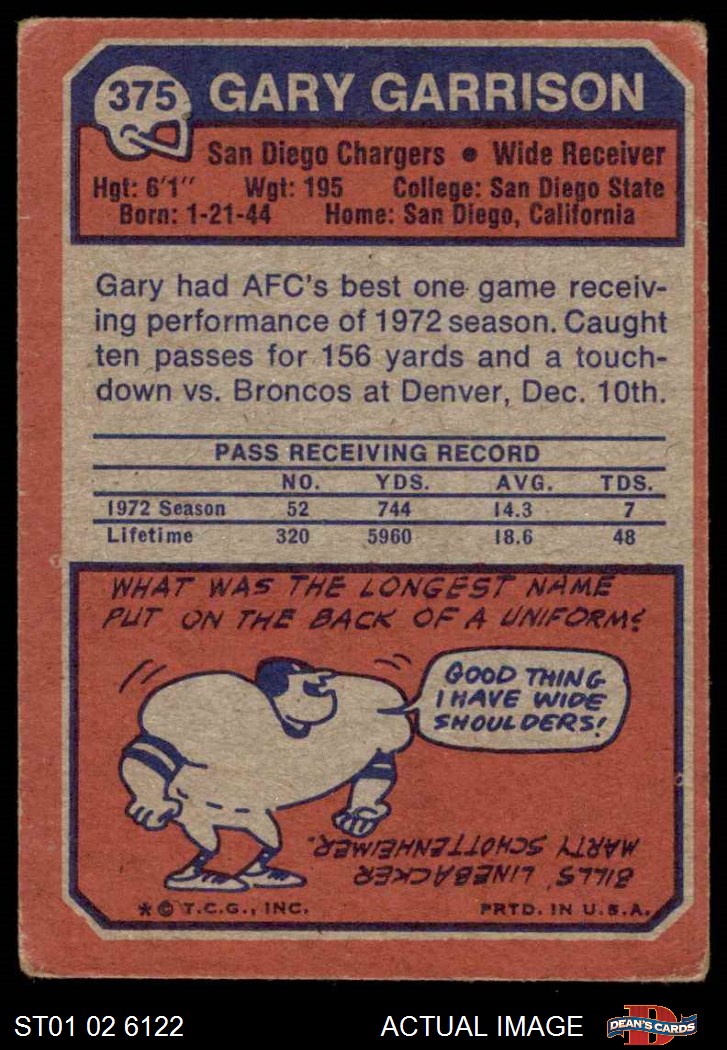 375 GARY GARRISON
San Diego Chargers • Wide Receiver
Hgt: 6'1" Wgt: 195 College: San Diego State
Born: 1-21-44 Home: San Diego, California
Gary had AFC's best one game receiv-
ing performance of 1972 season. Caught
ten passes for 156 yards and a touch-
down vs. Broncos at Denver, Dec. 10th.
PASS RECEIVING RECORD
NO. YDS. AVG. TDS.
1972 Season 52 744 14.3 7
Lifetime 320 5960 18.6 48
WHAT WAS THE LONGEST NAME
PUT ON THE BACK OF A UNIFORM?
GOOD THING
I HAVE WIDE
SHOULDERS!
BILLS' LINEBACKER
MARTY SCHOTTENHEIMER.
* © T.C.G., INC. PRTD. IN U.S.A.
ST01 02 6122 ACTUAL IMAGE D DEAN'S CARDS